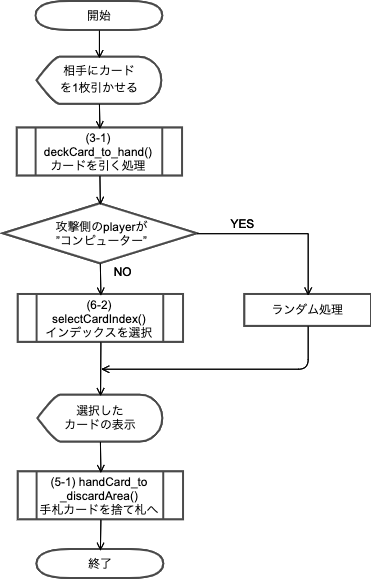 開始
相手にカード
を1枚引かせる
(3-1)
deckCard_to_hand()
カードを引く処理
攻撃側のplayerが
”コンピューター”
YES
NO
(6-2)
selectCardIndex()
インデックスを選択
ランダム処理
選択した
カードの表示
(5-1) handCard_to
_discardArea()
手札カードを捨て札へ
終了